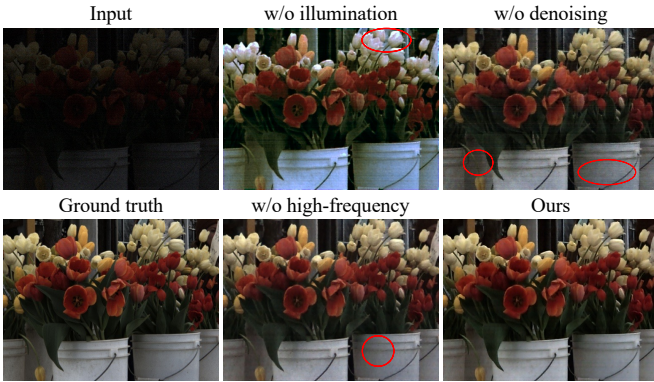 Input
w/o illumination
w/o denoising
Ground truth
w/o high-frequency
Ours